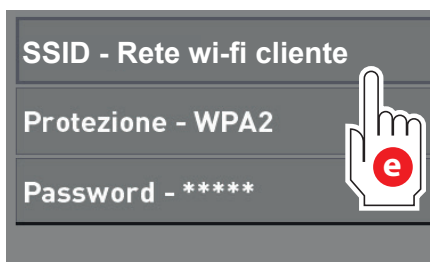 SSID - Rete wi-fi cliente
Protezione - WPA2
Password - *****
e